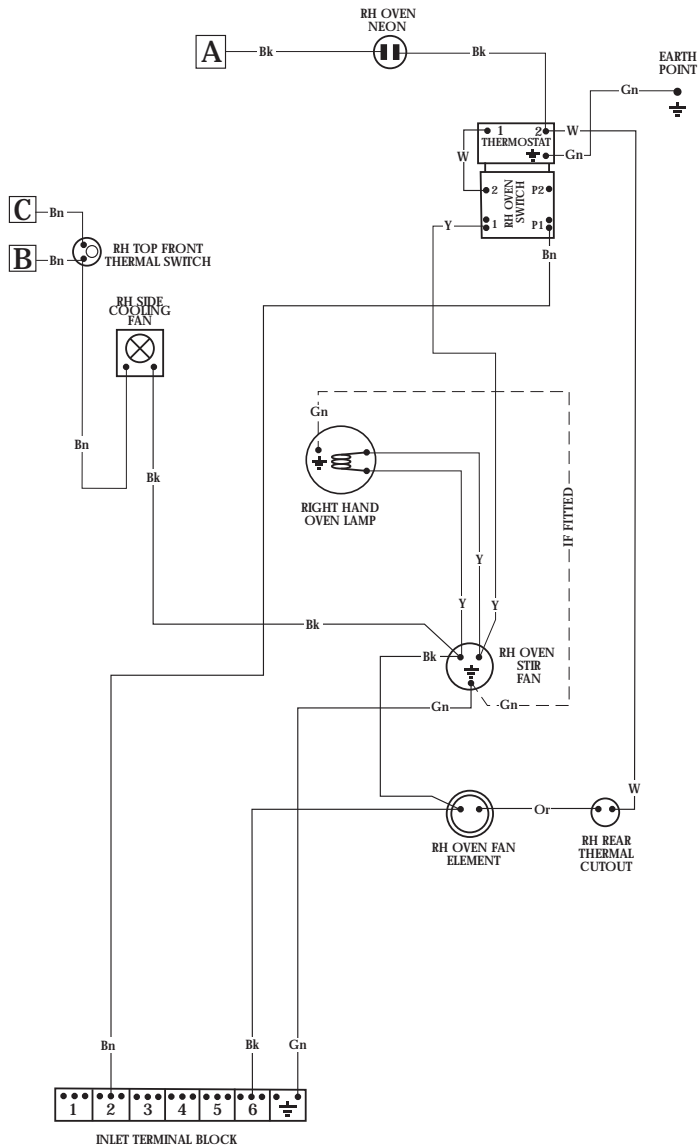 RH OVEN
NEON
A
Bk
Bk
EARTH
POINT
Gn
1
2
W
THERMOSTAT
Gn
W
2
P2
RH OVEN
SWITCH
1
P1
Y
Bn
C
Bn
B
Bn
RH TOP FRONT
THERMAL SWITCH
RH SIDE
COOLING
FAN
Gn
Bn
Bk
RIGHT HAND
OVEN LAMP
IF FITTED
Y
Y
Y
Bk
Bk
RH OVEN
STIR
FAN
Gn
Gn
W
Or
RH OVEN FAN
ELEMENT
RH REAR
THERMAL
CUTOUT
Bn
Bk
Gn
1
2
3
4
5
6
INLET TERMINAL BLOCK